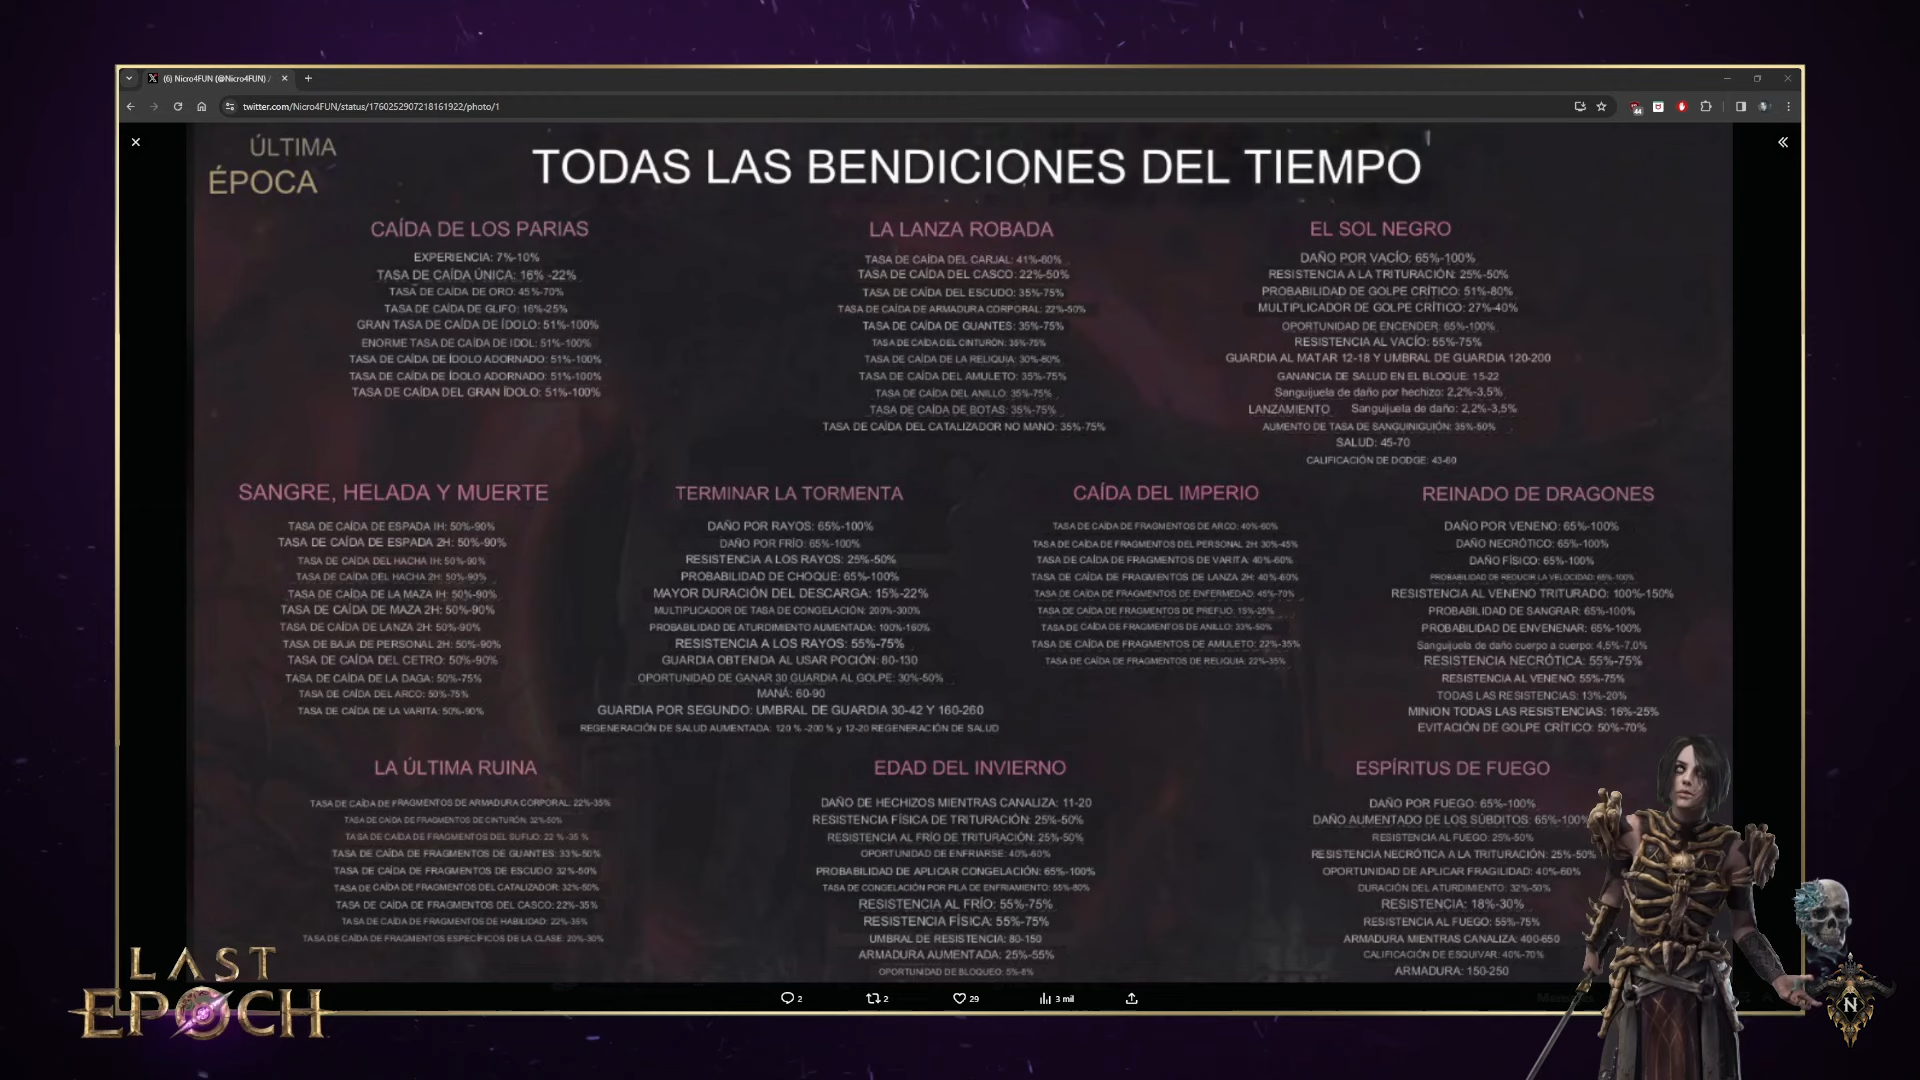 (6) Nicro4FUN (@Nicro4FUN) /
twitter.com/Nicro4FUN/status/1760252907218161922/photo/1
44
ÚLTIMA
ÉPOCA
TODAS LAS BENDICIONES DEL TIEMPO
CAÍDA DE LOS PARIAS
EXPERIENCIA: 7%-10%
TASA DE CAÍDA ÚNICA: 16% -22%
TASA DE CAÍDA DE ORO: 45%-70%
TASA DE CAÍDA DE GLIFO: 16%-25%
GRAN TASA DE CAÍDA DE ÍDOLO: 51%-100%
ENORME TASA DE CAÍDA DE IDOL: 51%-100%
TASA DE CAÍDA DE ÍDOLO ADORNADO: 51%-100%
TASA DE CAÍDA DE ÍDOLO ADORNADO: 51%-100%
TASA DE CAÍDA DEL GRAN ÍDOLO: 51%-100%
LA LANZA ROBADA
TASA DE CAÍDA DEL CARJAL: 41%-60%
TASA DE CAÍDA DEL CASCO: 22%-50%
TASA DE CAÍDA DEL ESCUDO: 35%-75%
TASA DE CAÍDA DE ARMADURA CORPORAL: 22%-50%
TASA DE CAÍDA DE GUANTES: 35%-75%
TASA DE CAÍDA DEL CINTURÓN: 35%-75%
TASA DE CAÍDA DE LA RELIQUIA: 30%-60%
TASA DE CAÍDA DEL AMULETO: 35%-75%
TASA DE CAÍDA DEL ANILLO: 35%-75%
TASA DE CAÍDA DE BOTAS: 35%-75%
TASA DE CAÍDA DEL CATALIZADOR NO MANO: 35%-75%
EL SOL NEGRO
DAÑO POR VACÍO: 65%-100%
RESISTENCIA A LA TRITURACIÓN: 25%-50%
PROBABILIDAD DE GOLPE CRÍTICO: 51%-80%
MULTIPLICADOR DE GOLPE CRÍTICO: 27%-40%
OPORTUNIDAD DE ENCENDER: 65%-100%
RESISTENCIA AL VACÍO: 55%-75%
GUARDIA AL MATAR 12-18 Y UMBRAL DE GUARDIA 120-200
GANANCIA DE SALUD EN EL BLOQUE: 15-22
Sanguijuela de daño por hechizo: 2,2%-3,5%
LANZAMIENTO Sanguijuela de daño: 2,2%-3,5%
AUMENTO DE TASA DE SANGUINIGUIÓN: 35%-50%
SALUD: 45-70
CALIFICACIÓN DE DODGE: 43-60
SANGRE, HELADA Y MUERTE
TASA DE CAÍDA DE ESPADA IH: 50%-90%
TASA DE CAÍDA DE ESPADA 2H: 50%-90%
TASA DE CAÍDA DEL HACHA IH: 50%-90%
TASA DE CAÍDA DEL HACHA 2H: 50%-90%
TASA DE CAÍDA DE LA MAZA IH: 50%-90%
TASA DE CAÍDA DE MAZA 2H: 50%-90%
TASA DE CAÍDA DE LANZA 2H: 50%-90%
TASA DE BAJA DE PERSONAL 2H: 50%-90%
TASA DE CAÍDA DEL CETRO: 50%-90%
TASA DE CAÍDA DE LA DAGA: 50%-75%
TASA DE CAÍDA DEL ARCO: 50%-75%
TASA DE CAÍDA DE LA VARITA: 50%-90%
TERMINAR LA TORMENTA
DAÑO POR RAYOS: 65%-100%
DAÑO POR FRÍO: 65%-100%
RESISTENCIA A LOS RAYOS: 25%-50%
PROBABILIDAD DE CHOQUE: 65%-100%
MAYOR DURACIÓN DEL DESCARGA: 15%-22%
MULTIPLICADOR DE TASA DE CONGELACIÓN: 200%-300%
PROBABILIDAD DE ATURDIMIENTO AUMENTADA: 100%-160%
RESISTENCIA A LOS RAYOS: 55%-75%
GUARDIA OBTENIDA AL USAR POCIÓN: 80-130
OPORTUNIDAD DE GANAR 30 GUARDIA AL GOLPE: 30%-50%
MANÁ: 60-90
GUARDIA POR SEGUNDO: UMBRAL DE GUARDIA 30-42 Y 160-260
REGENERACIÓN DE SALUD AUMENTADA: 120 % -200 % y 12-20 REGENERACIÓN DE SALUD
CAÍDA DEL IMPERIO
TASA DE CAÍDA DE FRAGMENTOS DE ARCO: 40%-60%
TASA DE CAÍDA DE FRAGMENTOS DEL PERSONAL 2H: 30%-45%
TASA DE CAÍDA DE FRAGMENTOS DE VARITA: 40%-60%
TASA DE CAÍDA DE FRAGMENTOS DE LANZA 2H: 40%-60%
TASA DE CAÍDA DE FRAGMENTOS DE ENFERMEDAD: 45%-70%
TASA DE CAÍDA DE FRAGMENTOS DE PREFIJO: 15%-25%
TASA DE CAÍDA DE FRAGMENTOS DE ANILLO: 33%-50%
TASA DE CAÍDA DE FRAGMENTOS DE AMULETO: 22%-35%
TASA DE CAÍDA DE FRAGMENTOS DE RELIQUIA: 22%-35%
REINADO DE DRAGONES
DAÑO POR VENENO: 65%-100%
DAÑO NECRÓTICO: 65%-100%
DAÑO FÍSICO: 65%-100%
PROBABILIDAD DE REDUCIR LA VELOCIDAD: 65%-100%
RESISTENCIA AL VENENO TRITURADO: 100%-150%
PROBABILIDAD DE SANGRAR: 65%-100%
PROBABILIDAD DE ENVENENAR: 65%-100%
Sanguijuela de daño cuerpo a cuerpo: 4,5%-7,0%
RESISTENCIA NECRÓTICA: 55%-75%
RESISTENCIA AL VENENO: 55%-75%
TODAS LAS RESISTENCIAS: 13%-20%
MINION TODAS LAS RESISTENCIAS: 16%-25%
EVITACIÓN DE GOLPE CRÍTICO: 50%-70%
LA ÚLTIMA RUINA
TASA DE CAÍDA DE FRAGMENTOS DE ARMADURA CORPORAL: 22%-35%
TASA DE CAÍDA DE FRAGMENTOS DE CINTURÓN: 32%-50%
TASA DE CAÍDA DE FRAGMENTOS DEL SUFIJO: 22 %-35 %
TASA DE CAÍDA DE FRAGMENTOS DE GUANTES: 33%-50%
TASA DE CAÍDA DE FRAGMENTOS DE ESCUDO: 32%-50%
TASA DE CAÍDA DE FRAGMENTOS DEL CATALIZADOR: 32%-50%
TASA DE CAÍDA DE FRAGMENTOS DEL CASCO: 22%-35%
TASA DE CAÍDA DE FRAGMENTOS DE HABILIDAD: 22%-35%
TASA DE CAÍDA DE FRAGMENTOS ESPECÍFICOS DE LA CLASE: 20%-30%
EDAD DEL INVIERNO
DAÑO DE HECHIZOS MIENTRAS CANALIZA: 11-20
RESISTENCIA FÍSICA DE TRITURACIÓN: 25%-50%
RESISTENCIA AL FRÍO DE TRITURACIÓN: 25%-50%
OPORTUNIDAD DE ENFRIARSE: 40%-60%
PROBABILIDAD DE APLICAR CONGELACIÓN: 65%-100%
TASA DE CONGELACIÓN POR PILA DE ENFRIAMIENTO: 55%-80%
RESISTENCIA AL FRÍO: 55%-75%
RESISTENCIA FÍSICA: 55%-75%
UMBRAL DE RESISTENCIA: 80-150
ARMADURA AUMENTADA: 25%-55%
OPORTUNIDAD DE BLOQUEO: 5%-8%
ESPÍRITUS DE FUEGO
DAÑO POR FUEGO: 65%-100%
DAÑO AUMENTADO DE LOS SÚBDITOS: 65%-100%
RESISTENCIA AL FUEGO: 25%-50%
RESISTENCIA NECRÓTICA A LA TRITURACIÓN: 25%-50%
OPORTUNIDAD DE APLICAR FRAGILIDAD: 40%-60%
DURACIÓN DEL ATURDIMIENTO: 32%-50%
RESISTENCIA: 18%-30%
RESISTENCIA AL FUEGO: 55%-75%
ARMADURA MIENTRAS CANALIZA: 400-650
CALIFICACIÓN DE ESQUIVAR: 40%-70%
ARMADURA: 150-250
2
2
29
3 mil
LAST
EPOCH
N